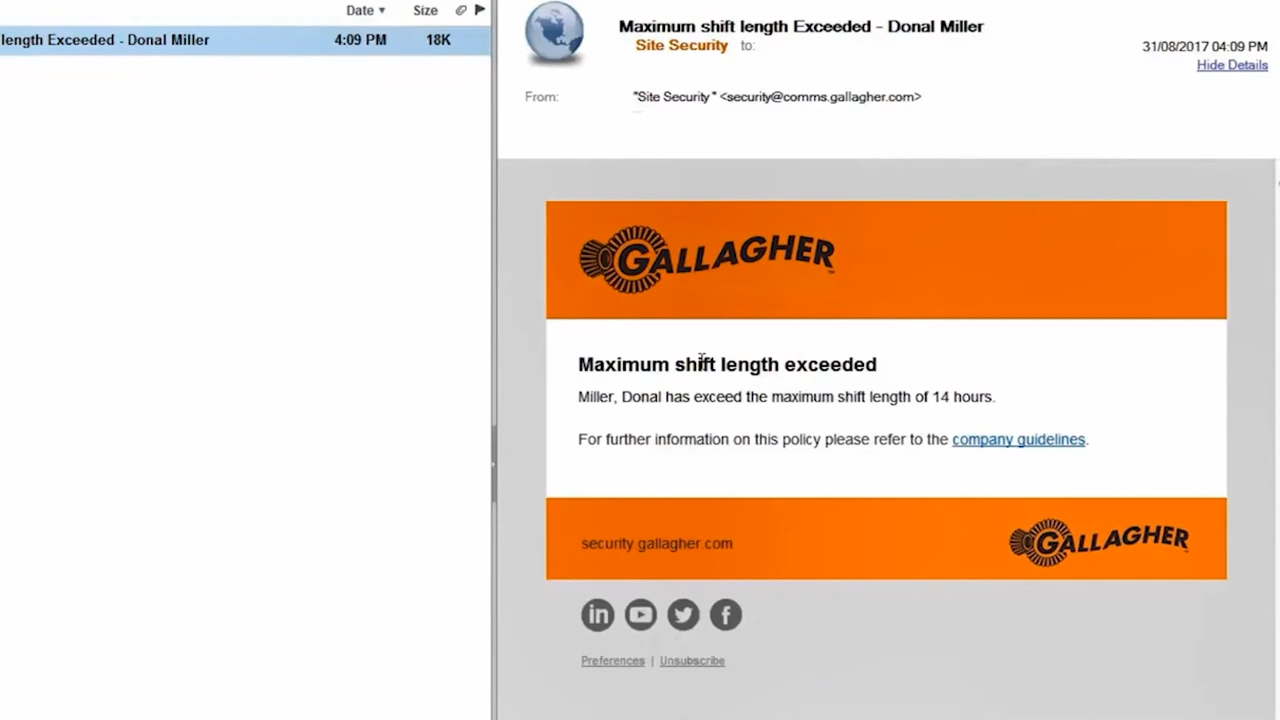 Date Size
length Exceeded - Donal Miller 4:09 PM 18K
Maximum shift length Exceeded - Donal Miller
Site Security to:
31/08/2017 04:09 PM
Hide Details
From: "Site Security" <security@comms.gallagher.com>
GALLAGHER™
Maximum shift length exceeded
Miller, Donal has exceed the maximum shift length of 14 hours.
For further information on this policy please refer to the company guidelines.
security.gallagher.com
GALLAGHER
in
f
Preferences | Unsubscribe